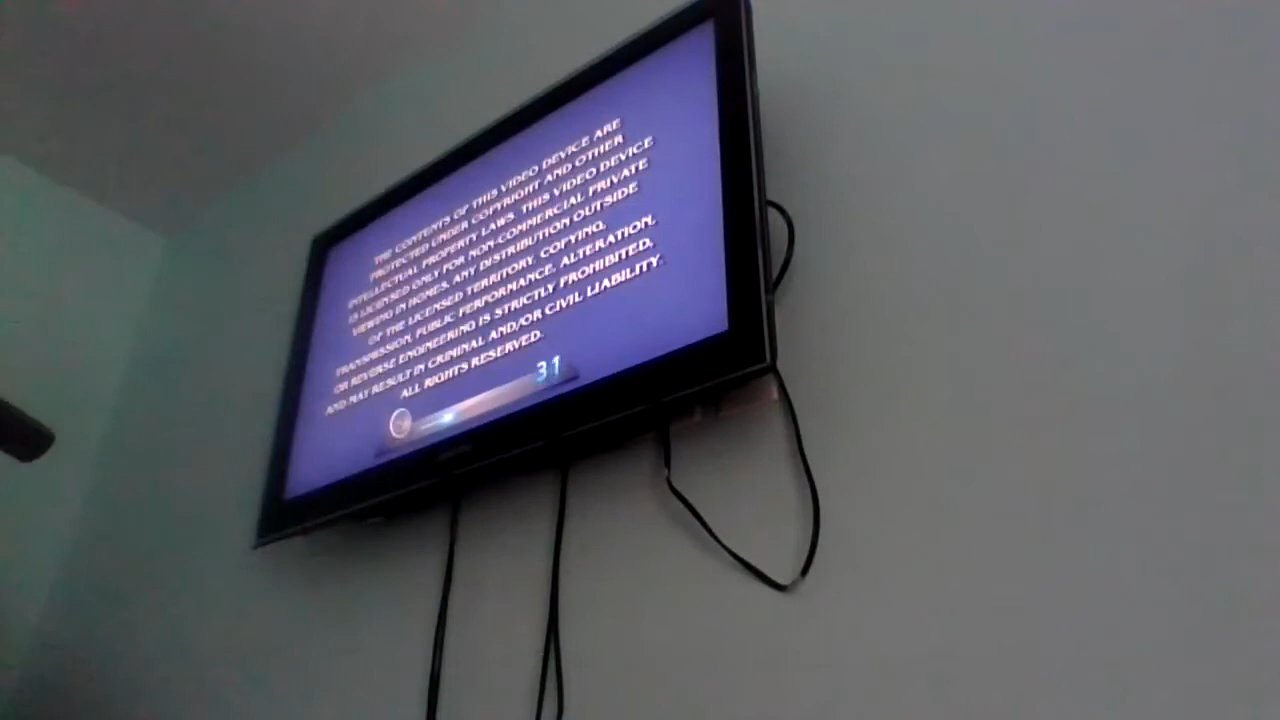 THE CONTENTS OF THIS VIDEO DEVICE ARE
PROTECTED UNDER COPYRIGHT AND OTHER
INTELLECTUAL PROPERTY LAWS. THIS VIDEO DEVICE
IS LICENSED ONLY FOR NON-COMMERCIAL PRIVATE
VIEWING IN HOMES. ANY DISTRIBUTION OUTSIDE
OF THE LICENSED TERRITORY, COPYING,
TRANSMISSION, PUBLIC PERFORMANCE, ALTERATION,
OR REVERSE ENGINEERING IS STRICTLY PROHIBITED,
AND MAY RESULT IN CRIMINAL AND/OR CIVIL LIABILITY.
ALL RIGHTS RESERVED.
31